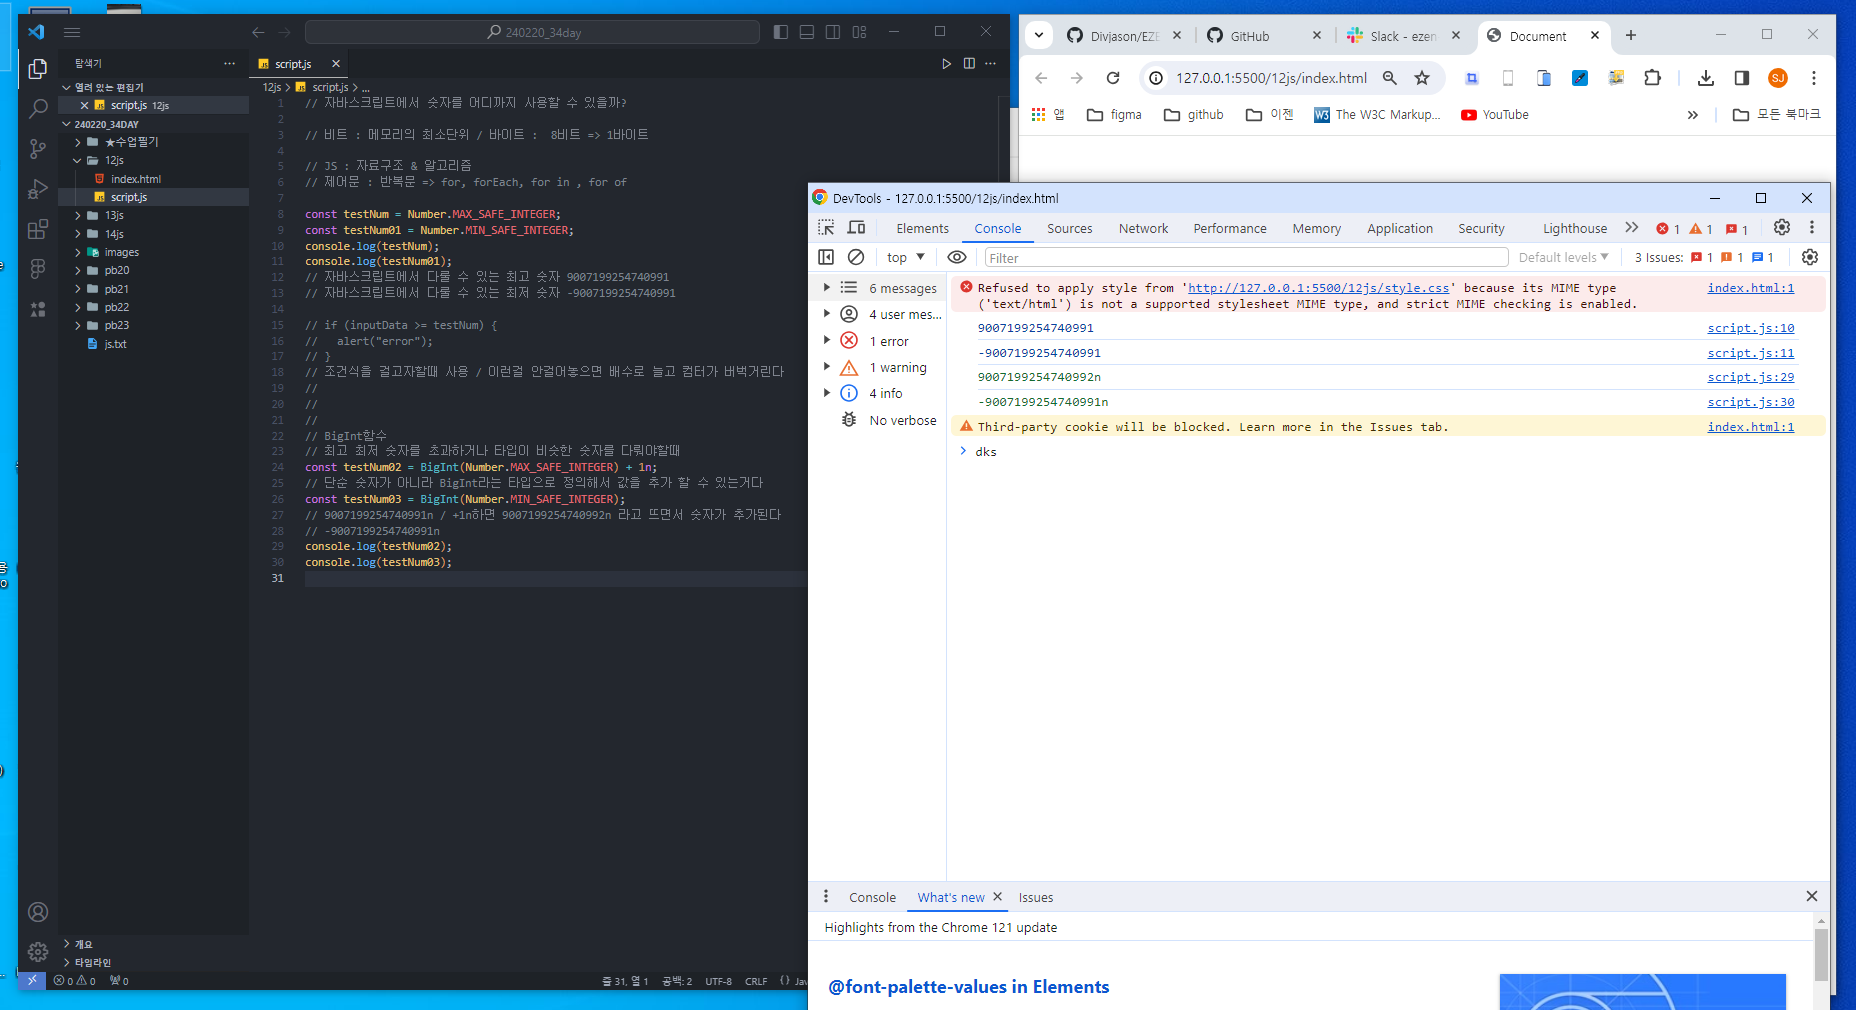 240220_34day
탐색기
script.js
열려 있는 편집기
script.js 12js
240220_34DAY
★수업필기
12js
index.html
script.js
13js
14js
images
pb20
pb21
pb22
pb23
js.txt
개요
타임라인
12js > script.js > ...
1 // 자바스크립트에서 숫자를 어디까지 사용할 수 있을까?
2
3 // 비트 : 메모리의 최소단위 / 바이트 : 8비트 => 1바이트
4
5 // JS : 자료구조 & 알고리즘
6 // 제어문 : 반복문 => for, forEach, for in , for of
7
8 const testNum = Number.MAX_SAFE_INTEGER;
9 const testNum01 = Number.MIN_SAFE_INTEGER;
10 console.log(testNum);
11 console.log(testNum01);
12 // 자바스크립트에서 다룰 수 있는 최고 숫자 9007199254740991
13 // 자바스크립트에서 다룰 수 있는 최저 숫자 -9007199254740991
14
15 // if (inputData >= testNum) {
16 //   alert("error");
17 // }
18 // 조건식을 걸고자할때 사용 / 이런걸 안걸어놓으면 배수로 늘고 컴터가 버벅거린다
19 //
20 //
21 //
22 // BigInt함수
23 // 최고 최저 숫자를 초과하거나 타입이 비슷한 숫자를 다뤄야할때
24 const testNum02 = BigInt(Number.MAX_SAFE_INTEGER) + 1n;
25 // 단순 숫자가 아니라 BigInt라는 타입으로 정의해서 값을 추가 할 수 있는거다
26 const testNum03 = BigInt(Number.MIN_SAFE_INTEGER);
27 // 9007199254740991n / +1n하면 9007199254740992n 라고 뜨면서 숫자가 추가된다
28 // -9007199254740991n
29 console.log(testNum02);
30 console.log(testNum03);
31
0 0 0
줄 31, 열 1 공백: 2 UTF-8 CRLF {} Jav
Divjason/EZE
GitHub
Slack - ezen
Document
127.0.0.1:5500/12js/index.html
SJ
앱
figma
github
이젠
W3 The W3C Markup...
YouTube
모든 북마크
DevTools - 127.0.0.1:5500/12js/index.html
Elements Console Sources Network Performance Memory Application Security Lighthouse 1 1 1
top Filter Default levels 3 Issues: 1 1 1
6 messages
4 user mes...
1 error
1 warning
4 info
No verbose
Refused to apply style from 'http://127.0.0.1:5500/12js/style.css' because its MIME type index.html:1
('text/html') is not a supported stylesheet MIME type, and strict MIME checking is enabled.
9007199254740991 script.js:10
-9007199254740991 script.js:11
9007199254740992n script.js:29
-9007199254740991n script.js:30
Third-party cookie will be blocked. Learn more in the Issues tab. index.html:1
dks
Console What's new Issues
Highlights from the Chrome 121 update
@font-palette-values in Elements